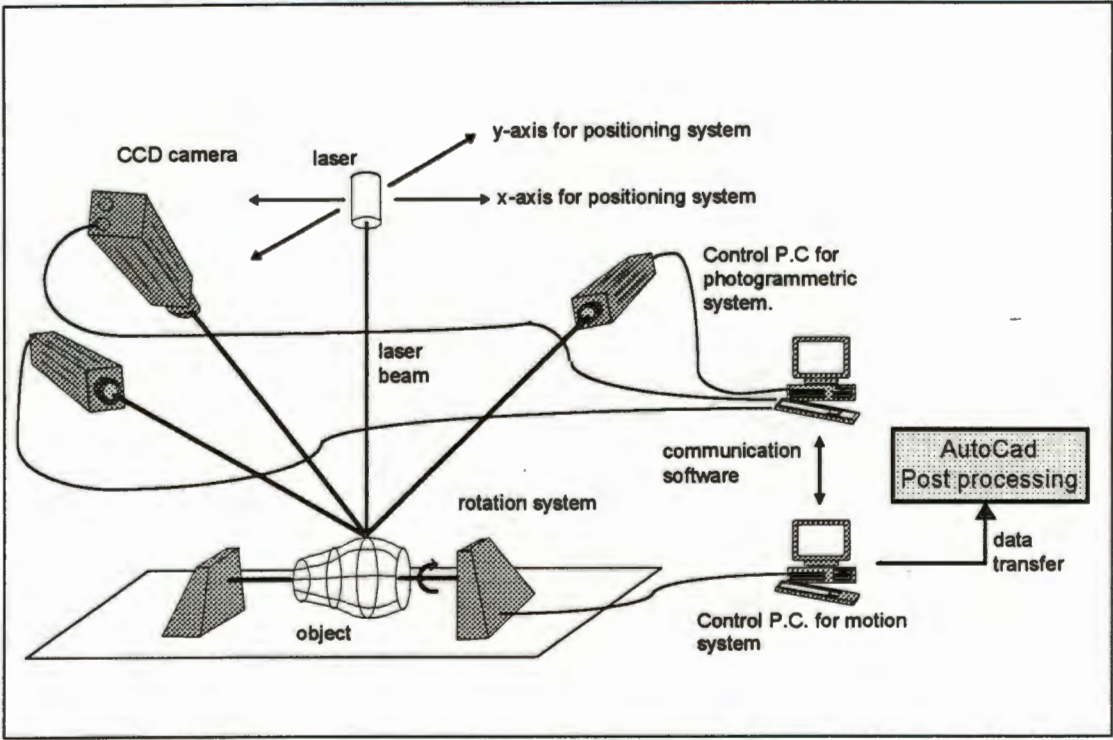 y-axis for positioning system
CCD camera
laser
x-axis for positioning system
Control P.C for
photogrammetric
system.
laser
beam
communication
software
AutoCad
Post processing
rotation system
data
transfer
object
Control P.C. for motion
system